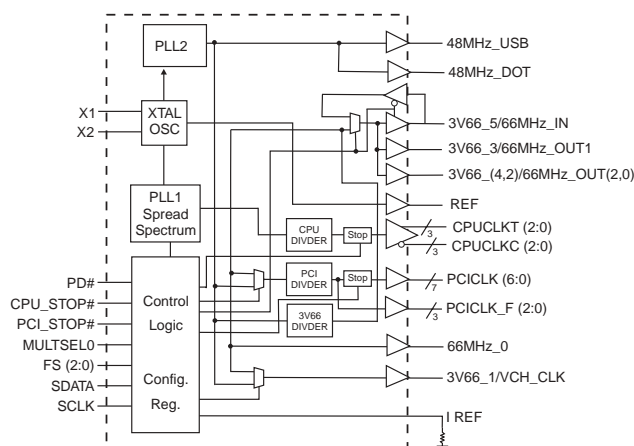 PLL2
48MHz_USB
48MHz_DOT
X1
X2
XTAL
OSC
3V66_5/66MHz_IN
3V66_3/66MHz_OUT1
3V66_(4,2)/66MHz_OUT(2,0)
REF
PLL1
Spread
Spectrum
CPU
DIVDER
Stop
3
CPUCLKT (2:0)
3
CPUCLKC (2:0)
PD#
CPU_STOP#
PCI_STOP#
MULTSEL0
FS (2:0)
SDATA
SCLK
Control
Logic
Config.
Reg.
PCI
DIVDER
Stop
7
PCICLK (6:0)
3V66
DIVDER
3
PCICLK_F (2:0)
66MHz_0
3V66_1/VCH_CLK
I REF